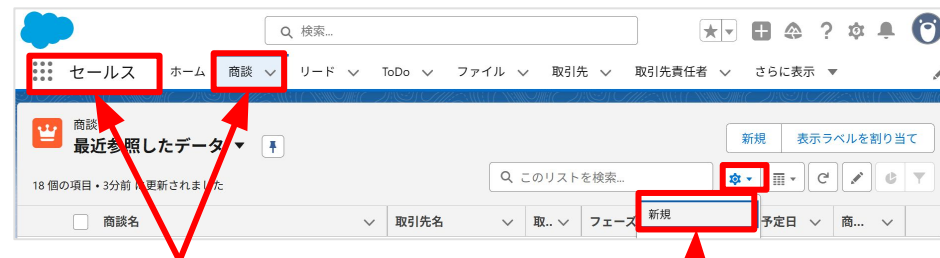 検索...
セールス ホーム 商談 リード ToDo ファイル 取引先 取引先責任者 さらに表示
商談
最近参照したデータ
新規 表示ラベルを割り当て
18 個の項目・3分前 に更新されました
このリストを検索...
新規
商談名 取引先名 取.. フェーズ 予定日 商...